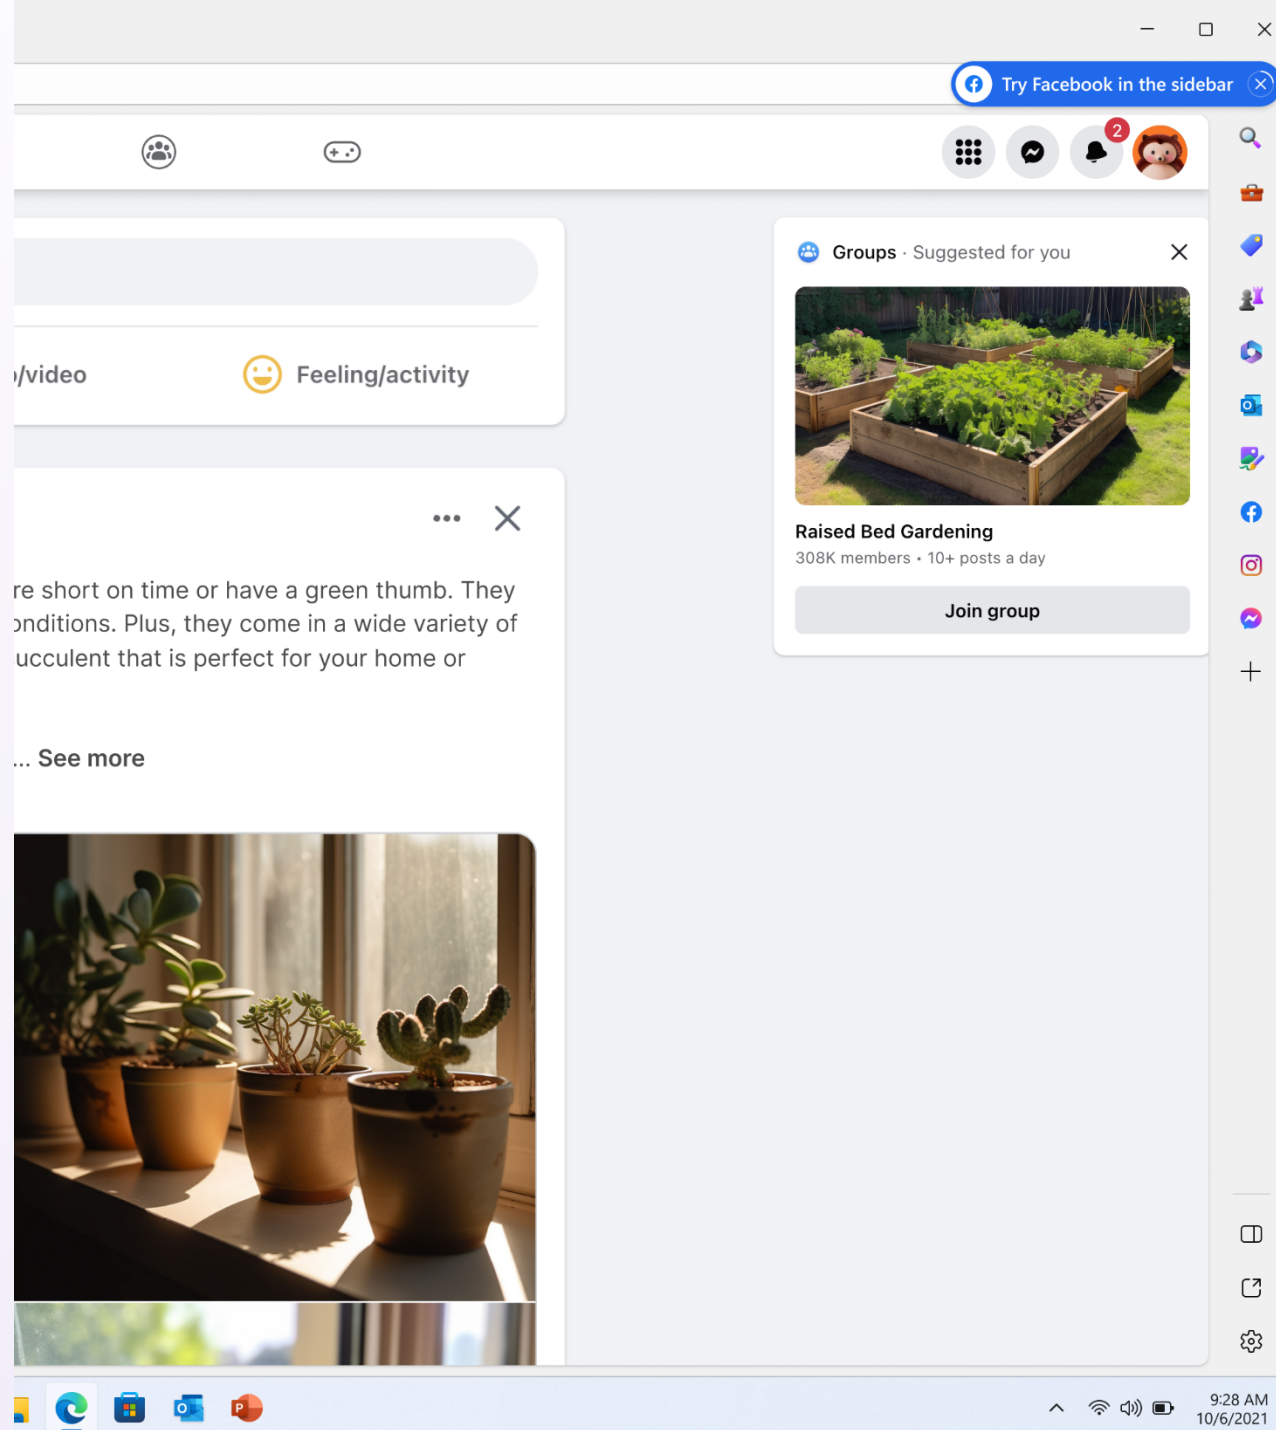 Try Facebook in the sidebar
2
Groups · Suggested for you
/video
Feeling/activity
Raised Bed Gardening
308K members • 10+ posts a day
Join group
re short on time or have a green thumb. They
onditions. Plus, they come in a wide variety of
ucculent that is perfect for your home or
... See more
9:28 AM
10/6/2021